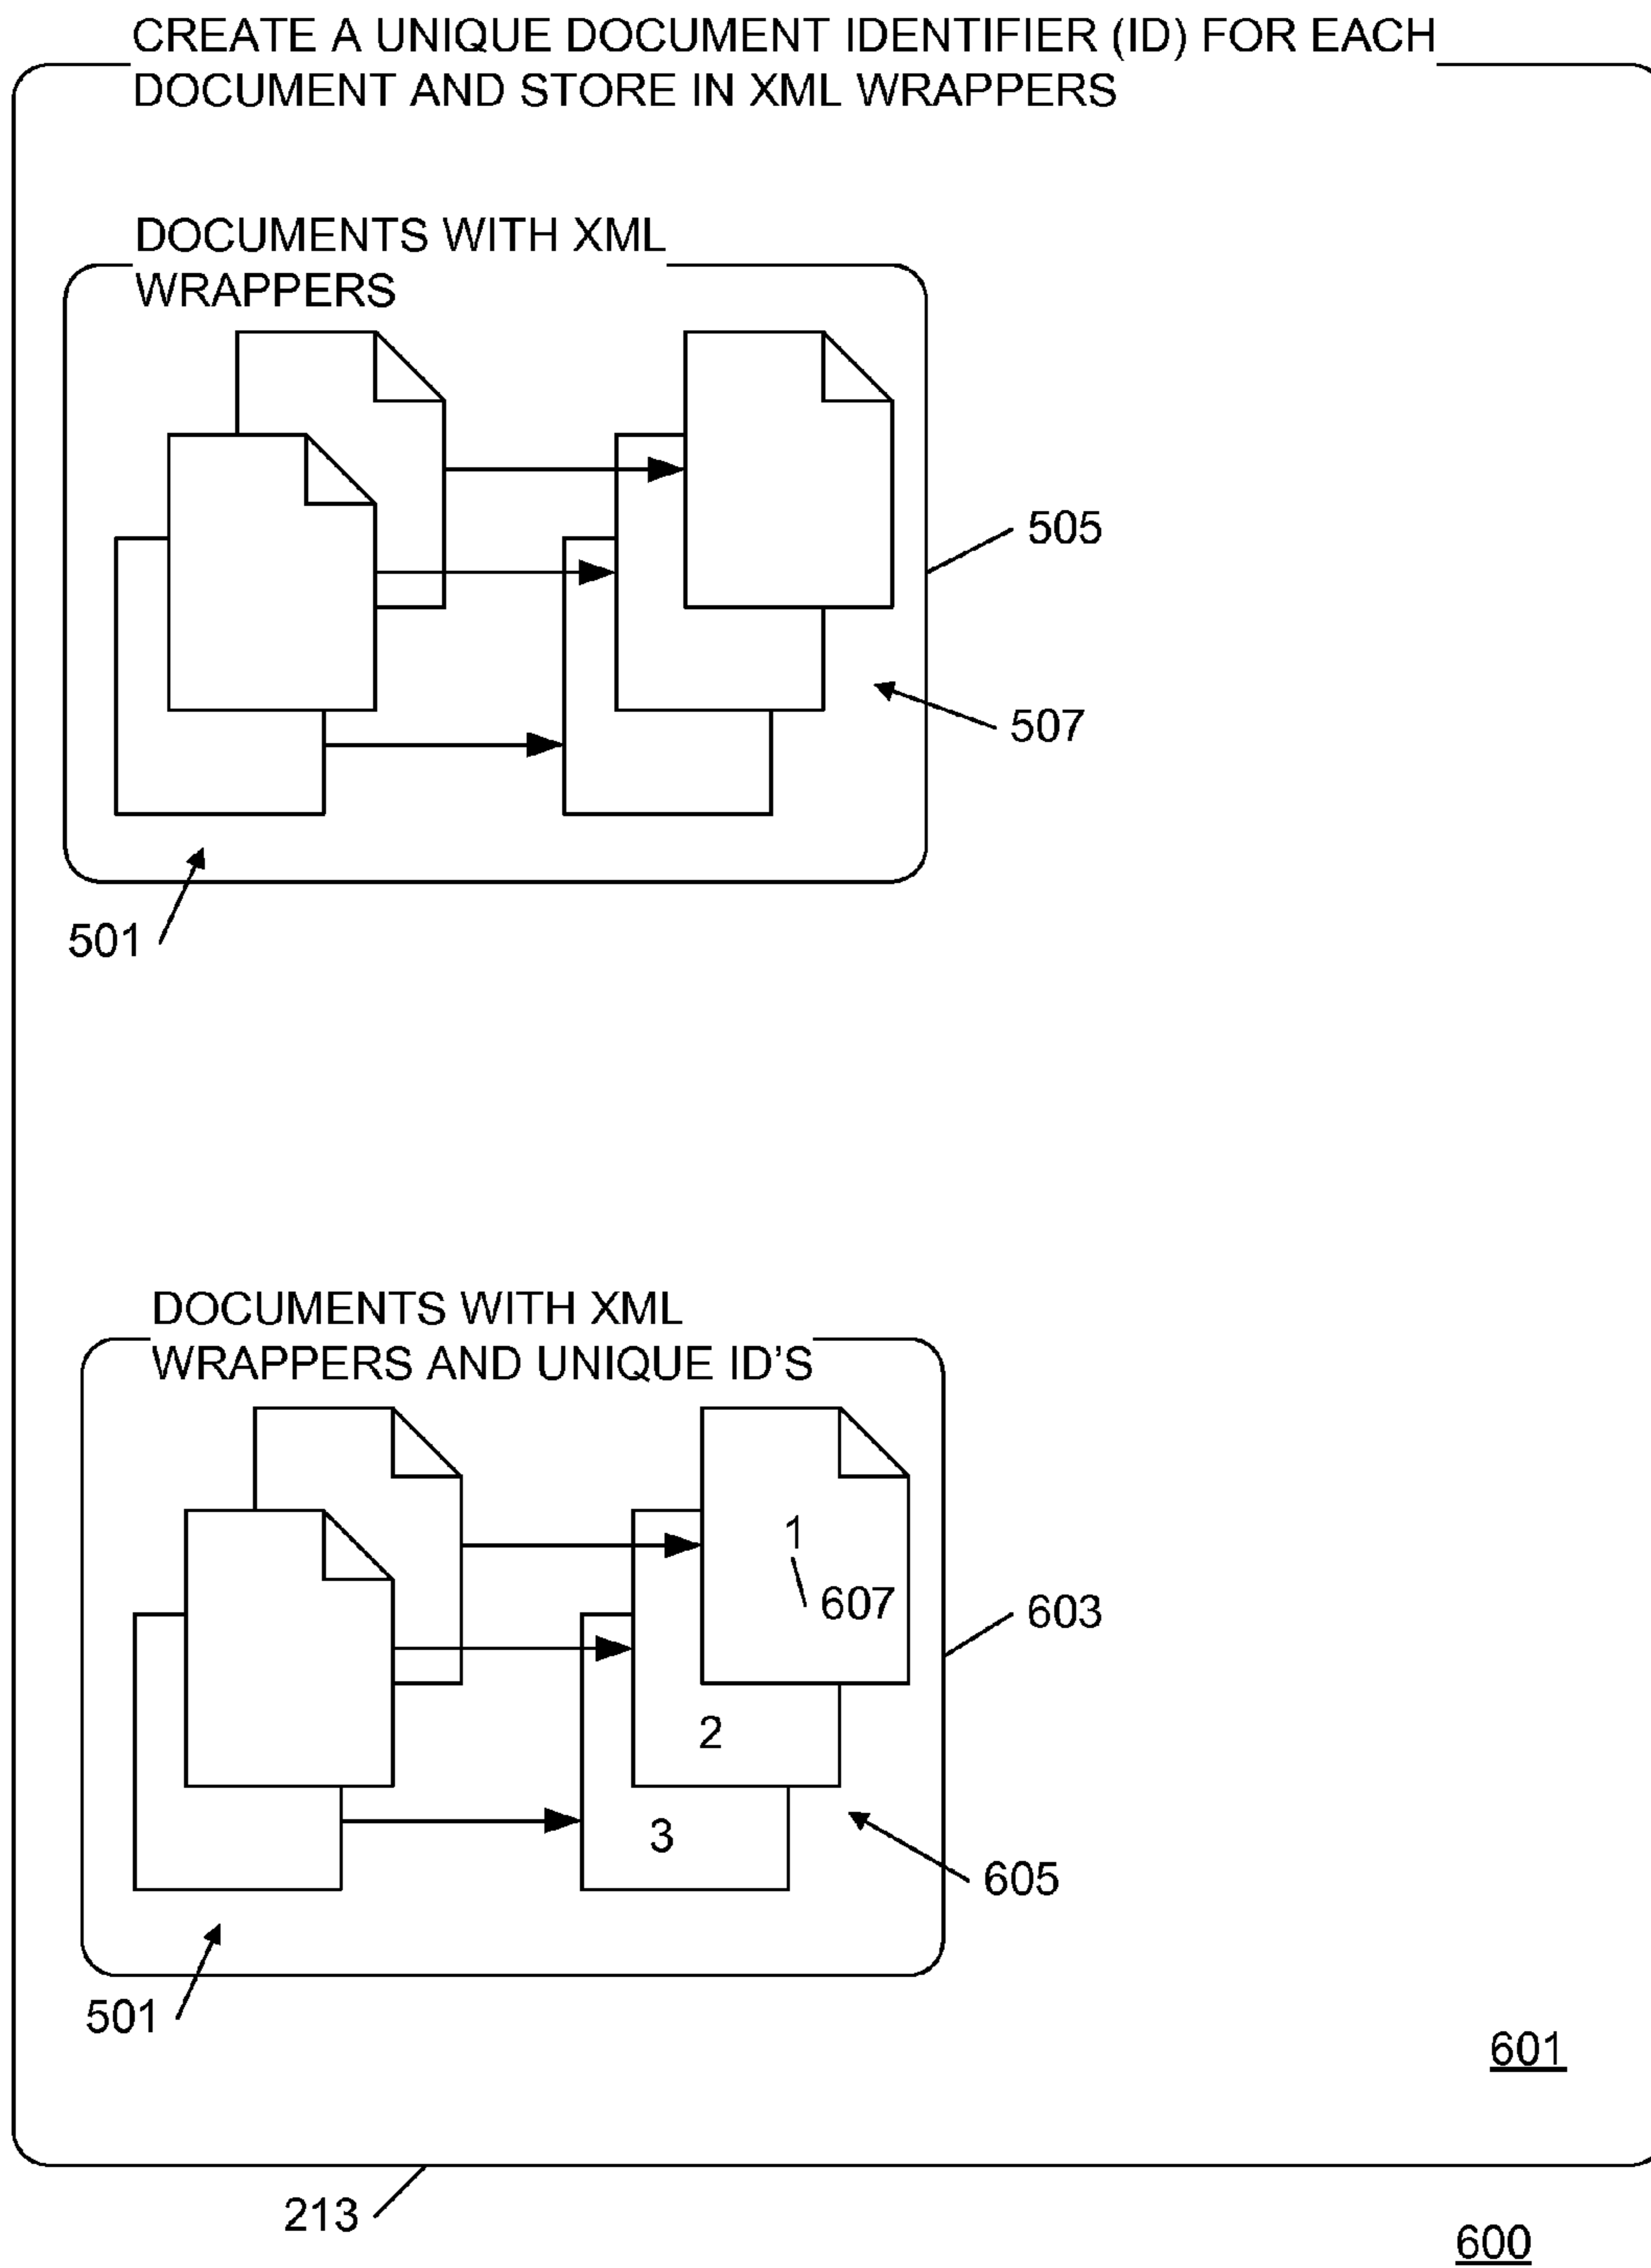 CREATE A UNIQUE DOCUMENT IDENTIFIER (ID) FOR EACH
DOCUMENT AND STORE IN XML WRAPPERS
DOCUMENTS WITH XML
WRAPPERS
505
507
501
DOCUMENTS WITH XML
WRAPPERS AND UNIQUE ID'S
1
607
603
2
3
605
501
601
213
600